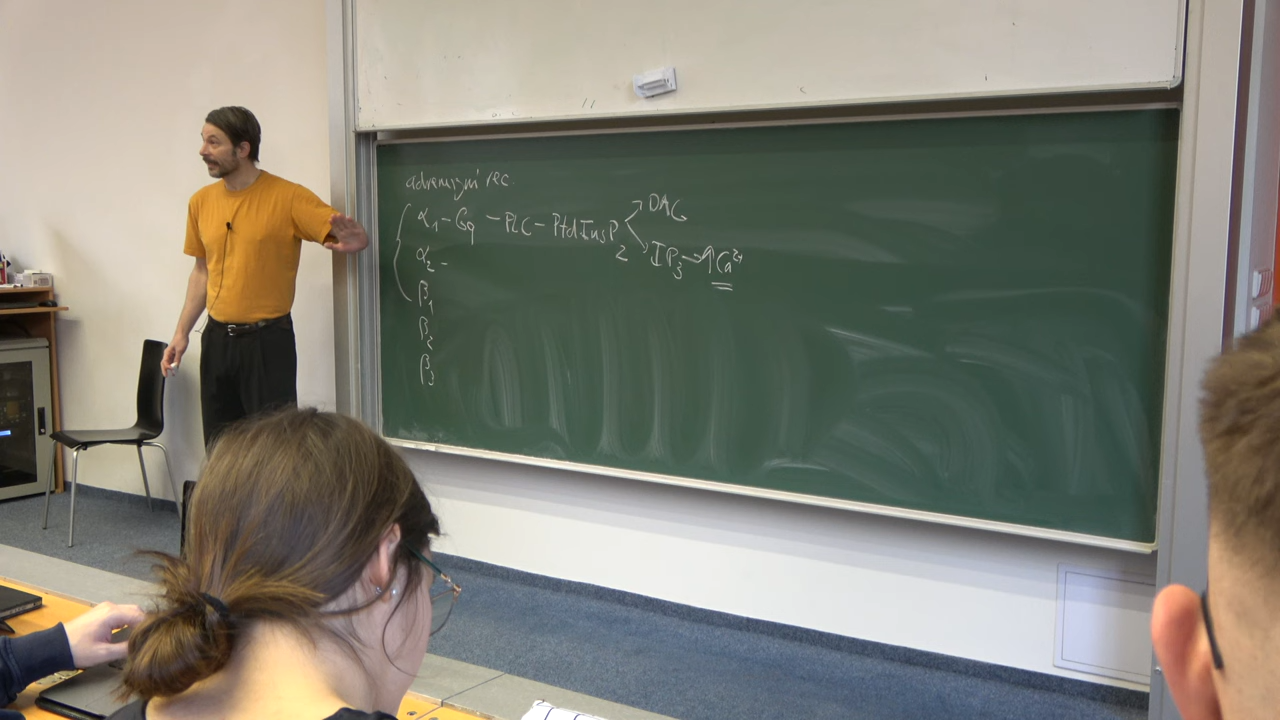 adrenergní rec.
α₁ – Gq – PLC – PtdInsP₂ → DAG
→ IP₃ → ↑Ca²⁺
α₂ –
β₁
β₂
β₃